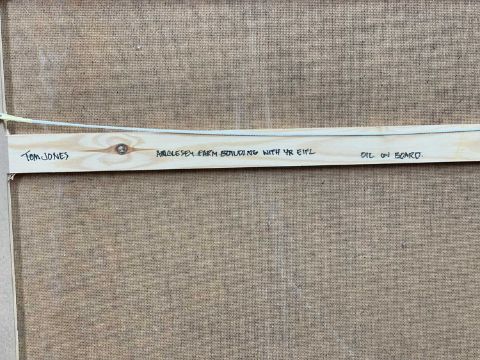 TOM JONES ANGLESEY FARM BUILDING WITH YR EIFL OIL ON BOARD.